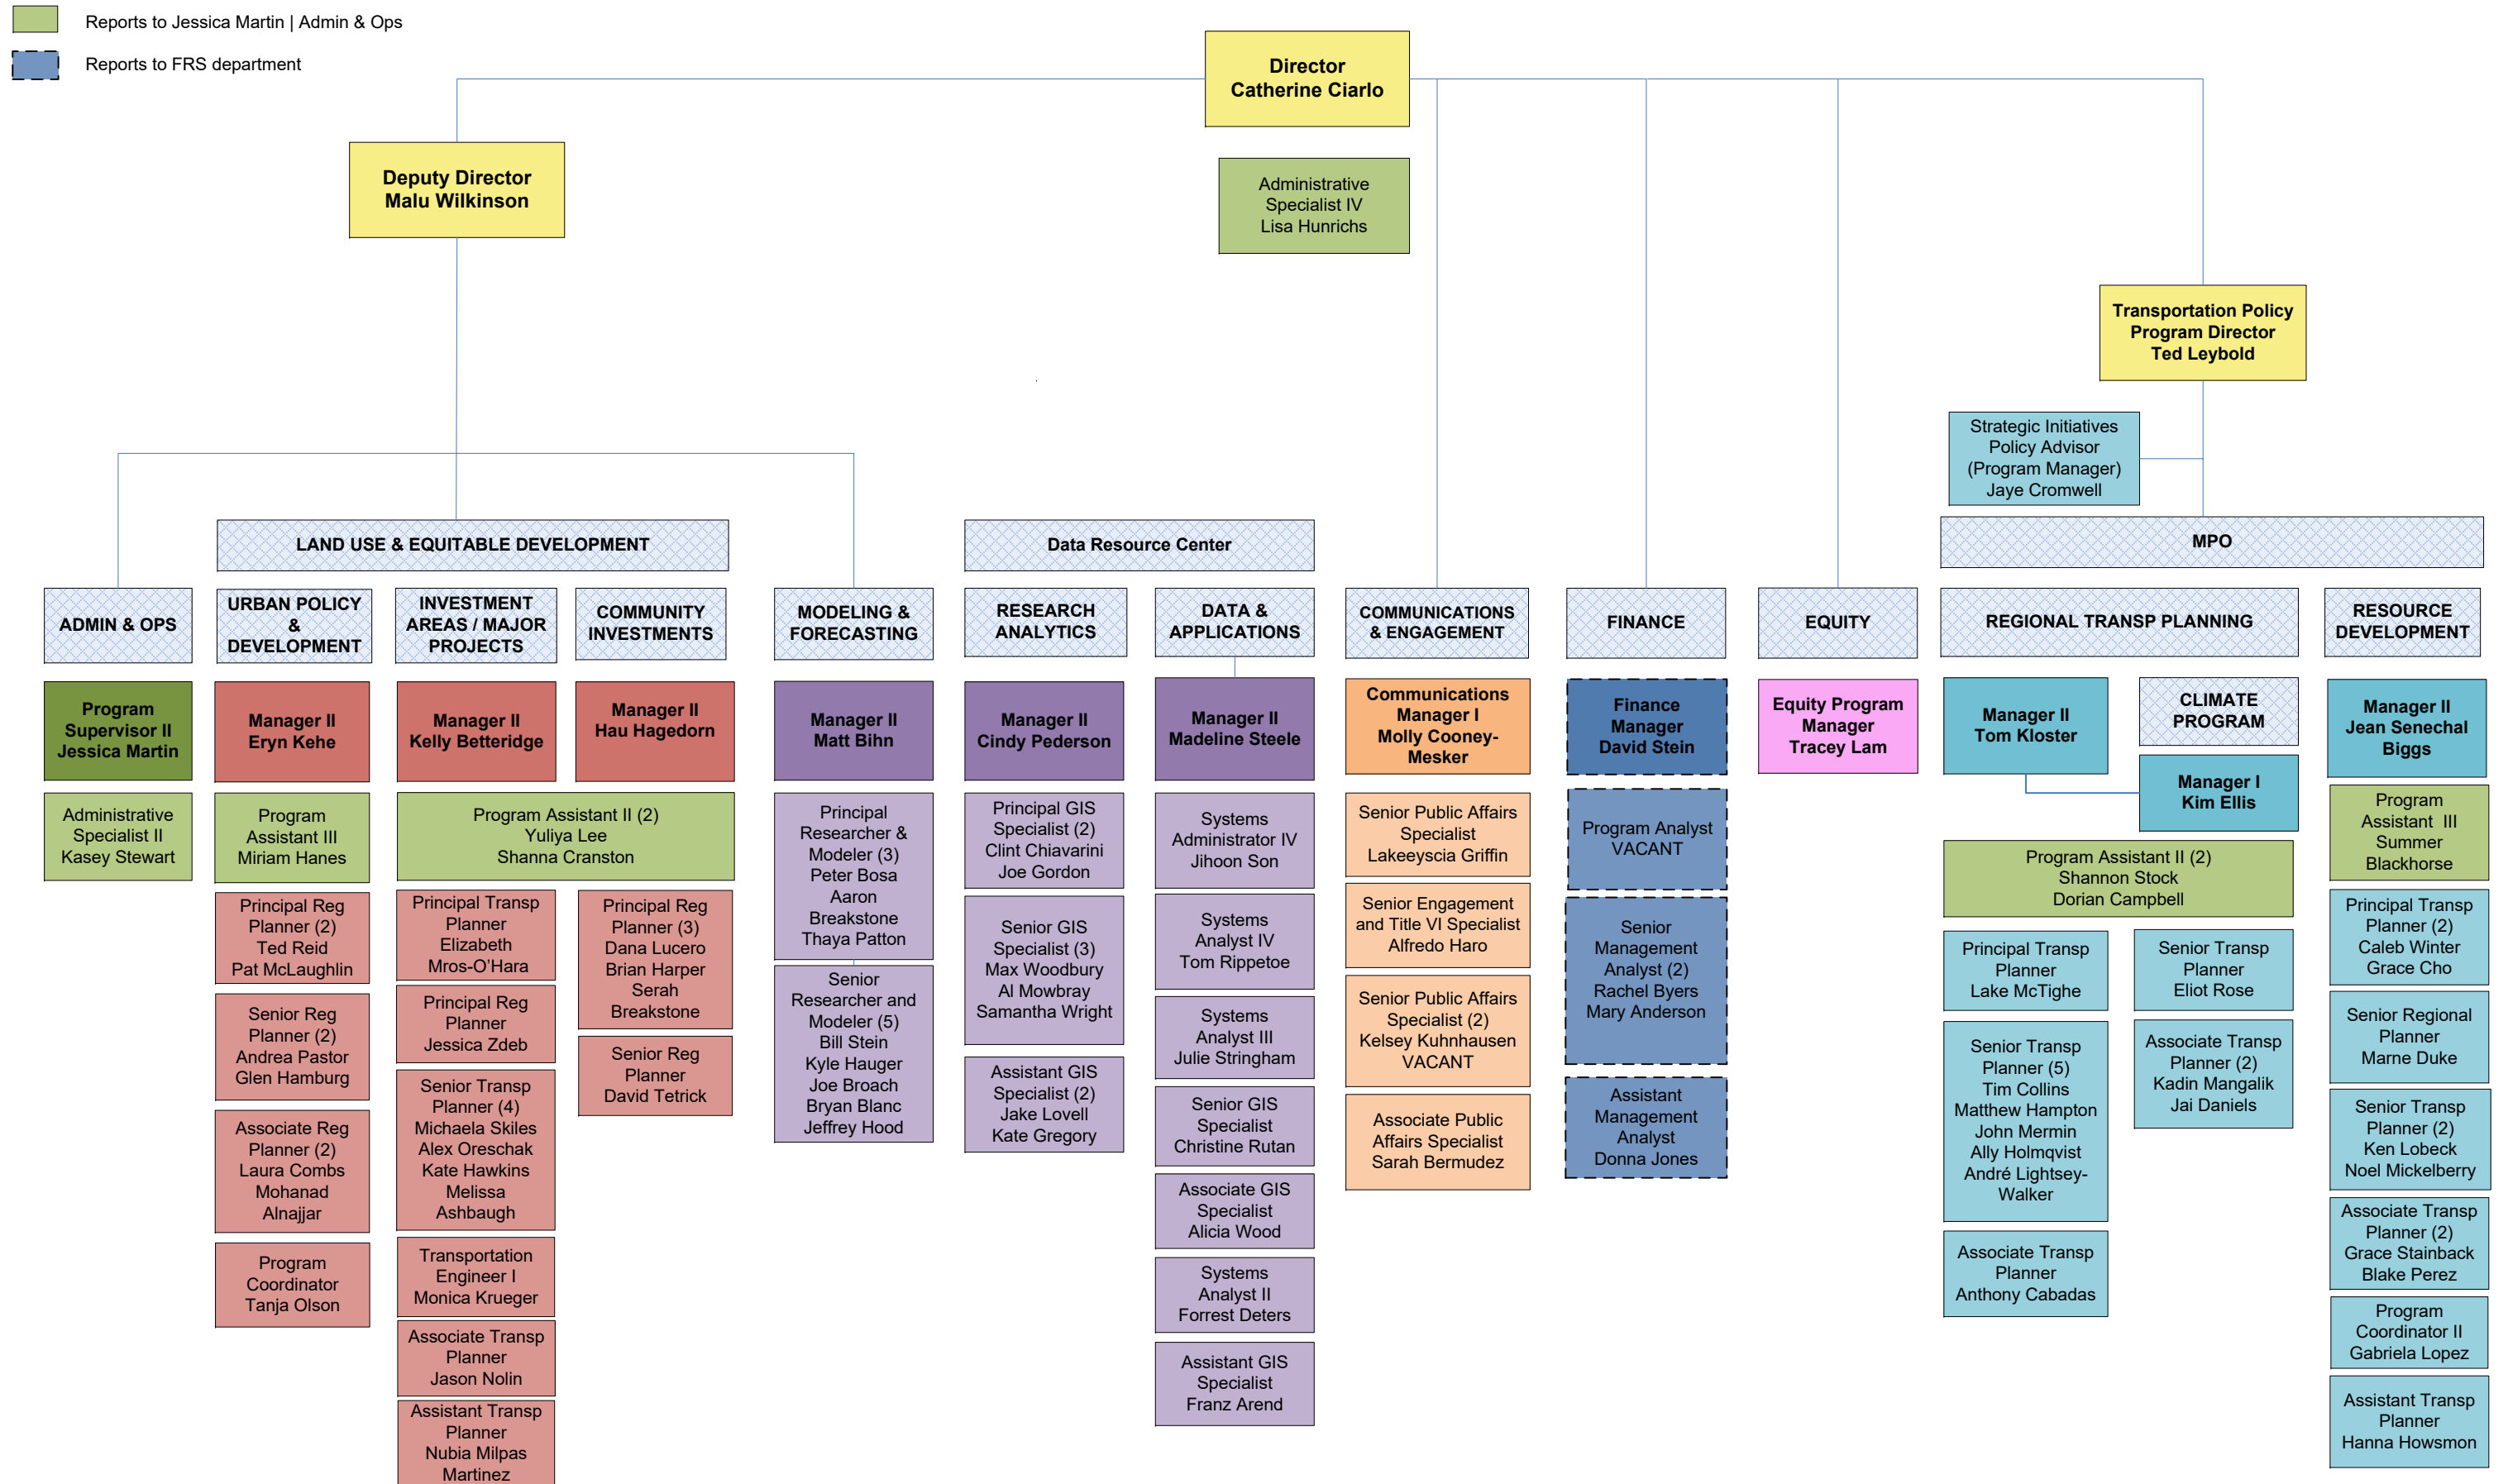 Reports to Jessica Martin | Admin & Ops
Reports to FRS department
Director
Catherine Ciarlo
Deputy Director
Malu Wilkinson
Administrative
Specialist IV
Lisa Hunrichs
Transportation Policy
Program Director
Ted Leybold
Strategic Initiatives
Policy Advisor
(Program Manager)
Jaye Cromwell
LAND USE & EQUITABLE DEVELOPMENT
Data Resource Center
MPO
ADMIN & OPS
Program
Supervisor II
Jessica Martin
Administrative
Specialist II
Kasey Stewart
URBAN POLICY
&
DEVELOPMENT
Manager II
Eryn Kehe
Program
Assistant III
Miriam Hanes
Principal Reg
Planner (2)
Ted Reid
Pat McLaughlin
Senior Reg
Planner (2)
Andrea Pastor
Glen Hamburg
Associate Reg
Planner (2)
Laura Combs
Mohanad
Alnajjar
Program
Coordinator
Tanja Olson
INVESTMENT
AREAS / MAJOR
PROJECTS
Manager II
Kelly Betteridge
COMMUNITY
INVESTMENTS
Manager II
Hau Hagedorn
Program Assistant II (2)
Yuliya Lee
Shanna Cranston
Principal Transp
Planner
Elizabeth
Mros-O'Hara
Principal Reg
Planner
Jessica Zdeb
Senior Transp
Planner (4)
Michaela Skiles
Alex Oreschak
Kate Hawkins
Melissa
Ashbaugh
Transportation
Engineer I
Monica Krueger
Associate Transp
Planner
Jason Nolin
Assistant Transp
Planner
Nubia Milpas
Martinez
Principal Reg
Planner (3)
Dana Lucero
Brian Harper
Serah
Breakstone
Senior Reg
Planner
David Tetrick
MODELING &
FORECASTING
Manager II
Matt Bihn
Principal
Researcher &
Modeler (3)
Peter Bosa
Aaron
Breakstone
Thaya Patton
Senior
Researcher and
Modeler (5)
Bill Stein
Kyle Hauger
Joe Broach
Bryan Blanc
Jeffrey Hood
RESEARCH
ANALYTICS
Manager II
Cindy Pederson
Principal GIS
Specialist (2)
Clint Chiavarini
Joe Gordon
Senior GIS
Specialist (3)
Max Woodbury
Al Mowbray
Samantha Wright
Assistant GIS
Specialist (2)
Jake Lovell
Kate Gregory
DATA &
APPLICATIONS
Manager II
Madeline Steele
Systems
Administrator IV
Jihoon Son
Systems
Analyst IV
Tom Rippetoe
Systems
Analyst III
Julie Stringham
Senior GIS
Specialist
Christine Rutan
Associate GIS
Specialist
Alicia Wood
Systems
Analyst II
Forrest Deters
Assistant GIS
Specialist
Franz Arend
COMMUNICATIONS
& ENGAGEMENT
Communications
Manager I
Molly Cooney-
Mesker
Senior Public Affairs
Specialist
Lakeeyscia Griffin
Senior Engagement
and Title VI Specialist
Alfredo Haro
Senior Public Affairs
Specialist (2)
Kelsey Kuhnhausen
VACANT
Associate Public
Affairs Specialist
Sarah Bermudez
FINANCE
Finance
Manager
David Stein
Program Analyst
VACANT
Senior
Management
Analyst (2)
Rachel Byers
Mary Anderson
Assistant
Management
Analyst
Donna Jones
EQUITY
Equity Program
Manager
Tracey Lam
REGIONAL TRANSP PLANNING
Manager II
Tom Kloster
CLIMATE
PROGRAM
Manager I
Kim Ellis
Program Assistant II (2)
Shannon Stock
Dorian Campbell
Principal Transp
Planner
Lake McTighe
Senior Transp
Planner (5)
Tim Collins
Matthew Hampton
John Mermin
Ally Holmqvist
André Lightsey-
Walker
Associate Transp
Planner
Anthony Cabadas
Senior Transp
Planner
Eliot Rose
Associate Transp
Planner (2)
Kadin Mangalik
Jai Daniels
RESOURCE
DEVELOPMENT
Manager II
Jean Senechal
Biggs
Program
Assistant III
Summer
Blackhorse
Principal Transp
Planner (2)
Caleb Winter
Grace Cho
Senior Regional
Planner
Marne Duke
Senior Transp
Planner (2)
Ken Lobeck
Noel Mickelberry
Associate Transp
Planner (2)
Grace Stainback
Blake Perez
Program
Coordinator II
Gabriela Lopez
Assistant Transp
Planner
Hanna Howsmon